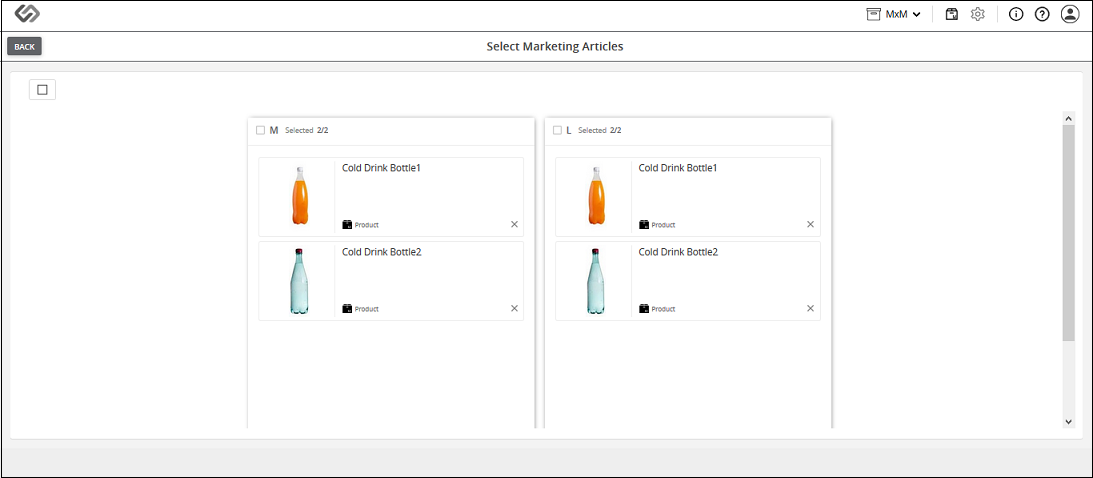 MxM
BACK
Select Marketing Articles
M Selected 2/2
Cold Drink Bottle1
Product
Cold Drink Bottle2
Product
L Selected 2/2
Cold Drink Bottle1
Product
Cold Drink Bottle2
Product